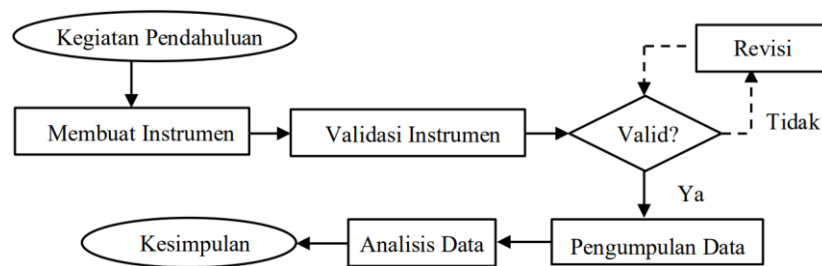 Kegiatan Pendahuluan
Revisi
Membuat Instrumen
Validasi Instrumen
Valid?
Tidak
Ya
Kesimpulan
Analisis Data
Pengumpulan Data